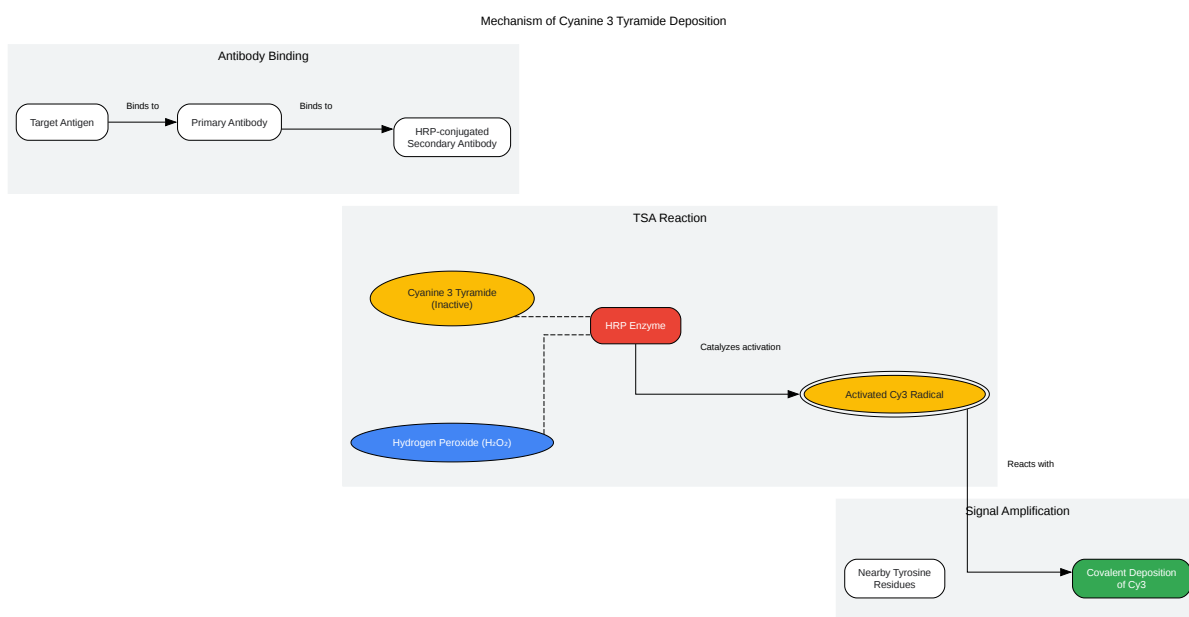 Mechanism of Cyanine 3 Tyramide Deposition
Antibody Binding
Target Antigen
Binds to
Primary Antibody
Binds to
HRP-conjugated
Secondary Antibody
TSA Reaction
Cyanine 3 Tyramide
(Inactive)
HRP Enzyme
Catalyzes activation
Activated Cy3 Radical
Hydrogen Peroxide (H₂O₂)
Reacts with
Signal Amplification
Nearby Tyrosine
Residues
Covalent Deposition
of Cy3